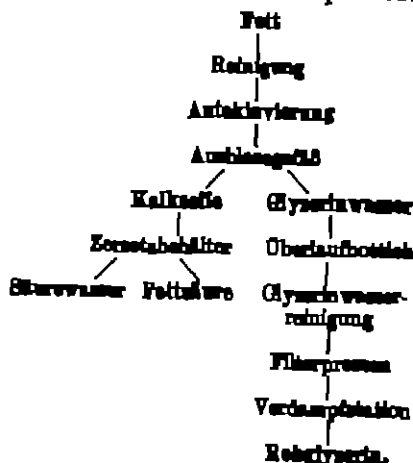 Fett
Reinigung
Autoklavierung
Ausblasegefäß
Kalkseife Glyzerinwasser
Zersetzbehälter Überlaufbottich
Säurewasser Fettsäure Glyzerinwasser-
reinigung
Filterpressen
Verdampfstation
Rohglyzerin.